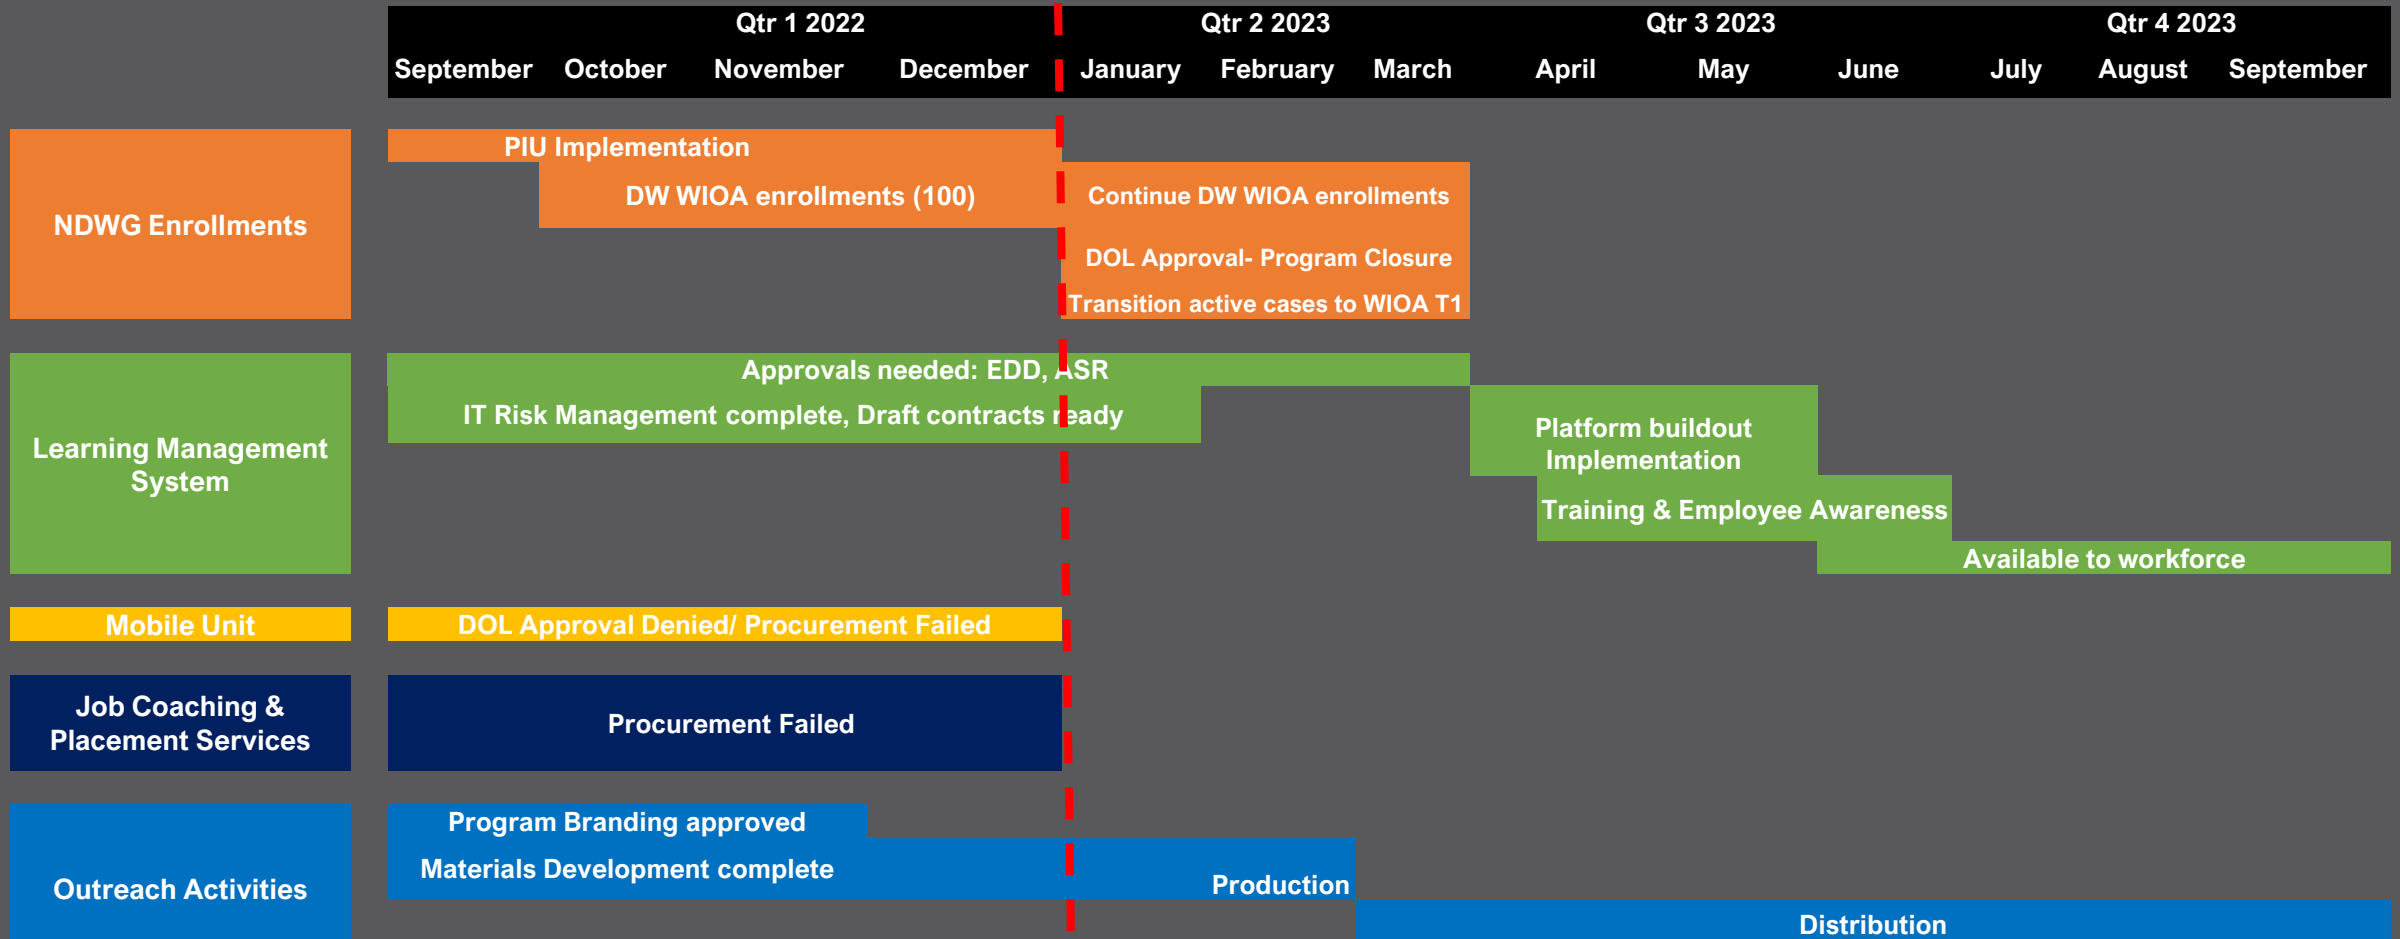 Qtr 1 2022 Qtr 2 2023 Qtr 3 2023 Qtr 4 2023
September October November December January February March April May June July August September
NDWG Enrollments
PIU Implementation
DW WIOA enrollments (100)
Continue DW WIOA enrollments
DOL Approval- Program Closure
Transition active cases to WIOA T1
Learning Management
System
Approvals needed: EDD, ASR
IT Risk Management complete, Draft contracts ready
Platform buildout
Implementation
Training & Employee Awareness
Available to workforce
Mobile Unit
DOL Approval Denied/ Procurement Failed
Job Coaching &
Placement Services
Procurement Failed
Outreach Activities
Program Branding approved
Materials Development complete
Production
Distribution